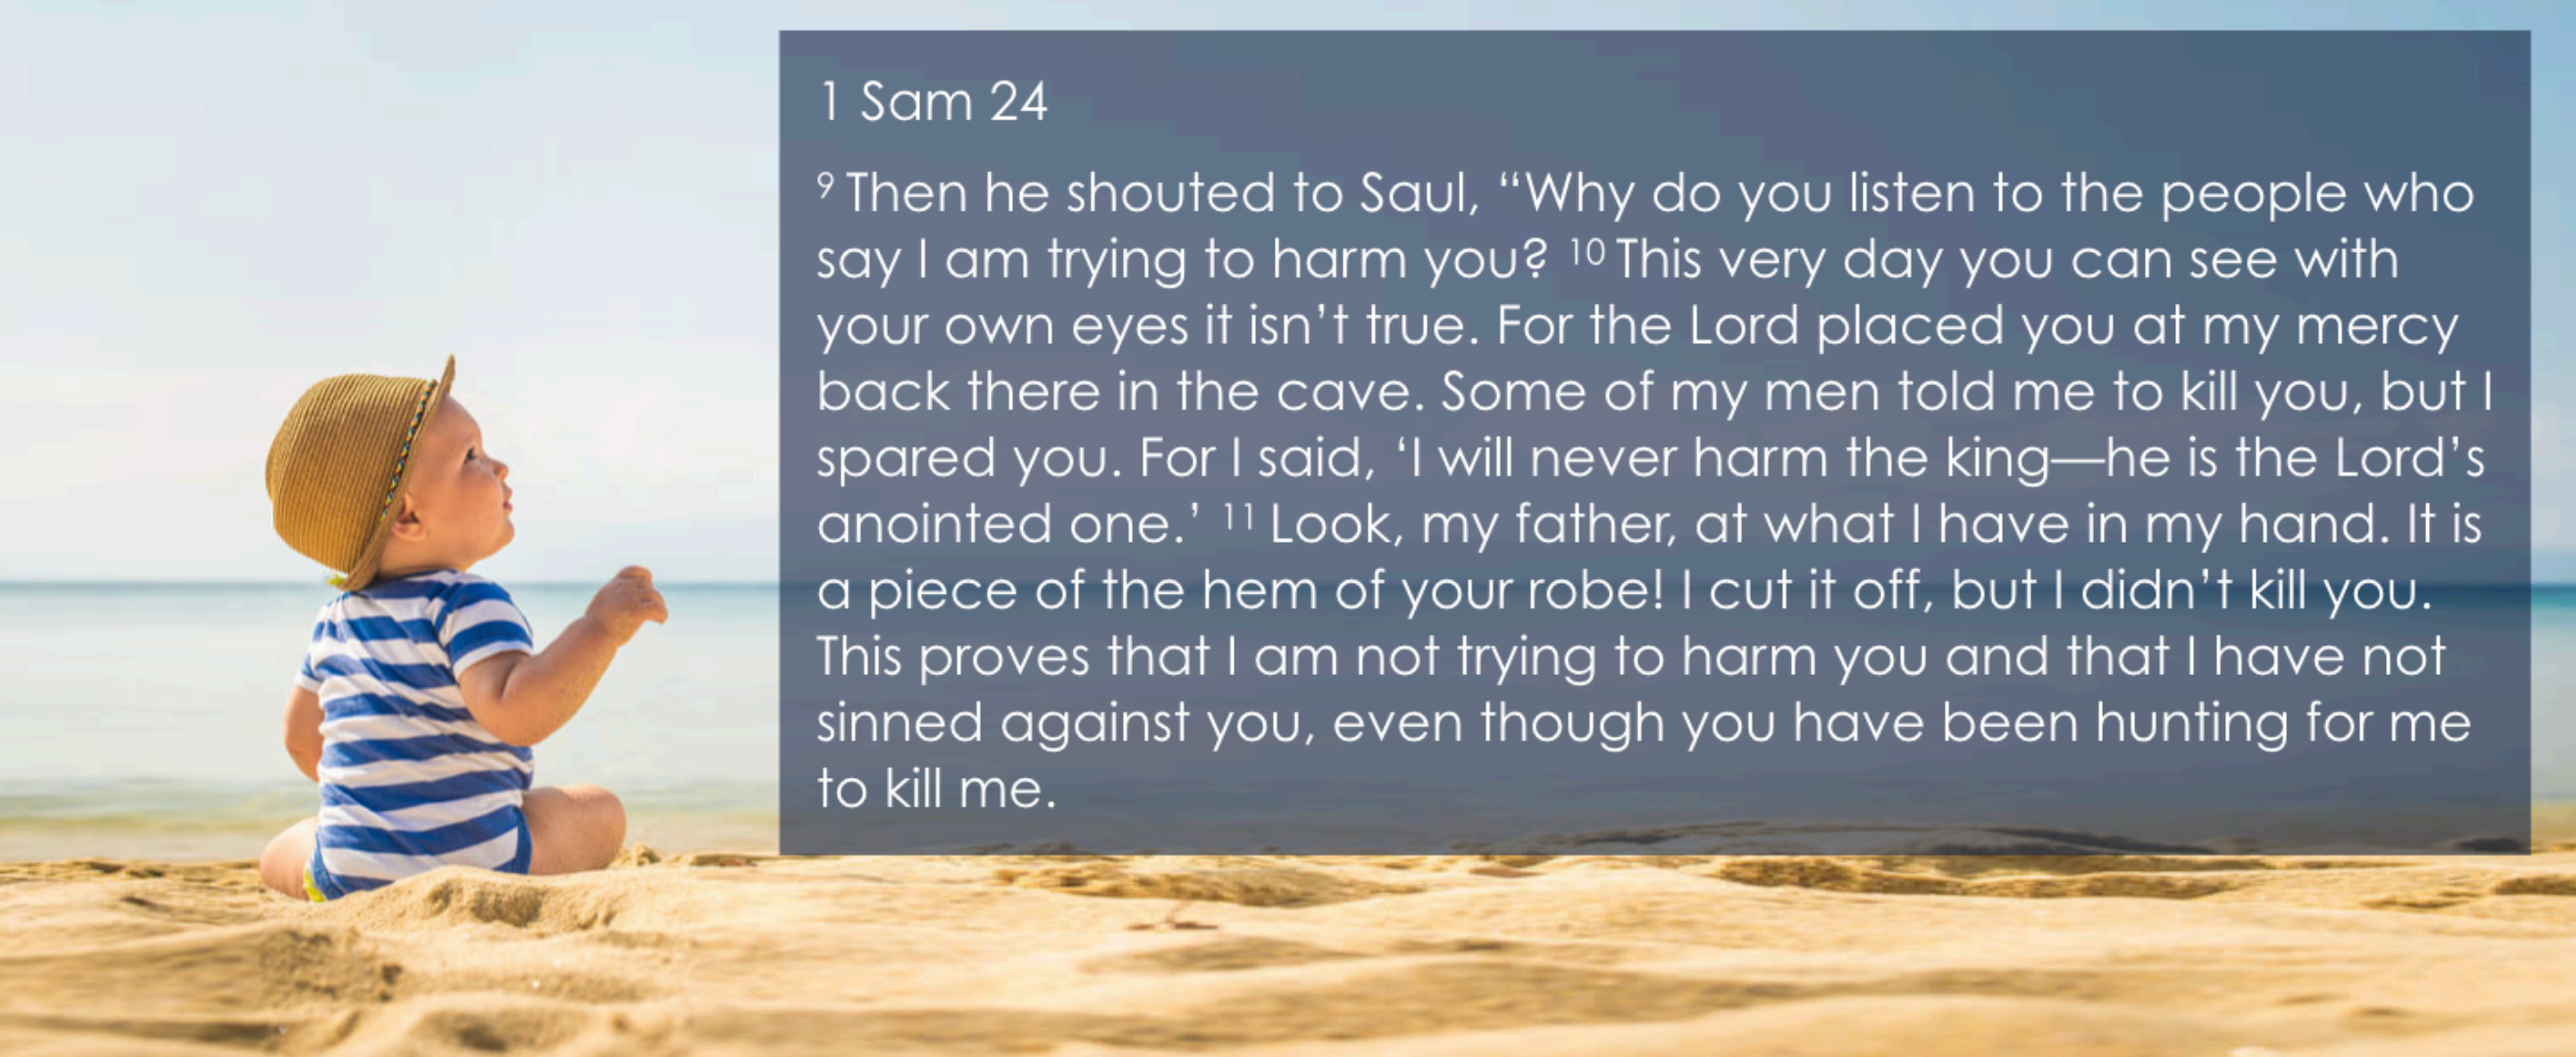 1 Sam 24
9 Then he shouted to Saul, “Why do you listen to the people who
say I am trying to harm you? 10 This very day you can see with
your own eyes it isn’t true. For the Lord placed you at my mercy
back there in the cave. Some of my men told me to kill you, but I
spared you. For I said, ‘I will never harm the king—he is the Lord’s
anointed one.’ 11 Look, my father, at what I have in my hand. It is
a piece of the hem of your robe! I cut it off, but I didn’t kill you.
This proves that I am not trying to harm you and that I have not
sinned against you, even though you have been hunting for me
to kill me.